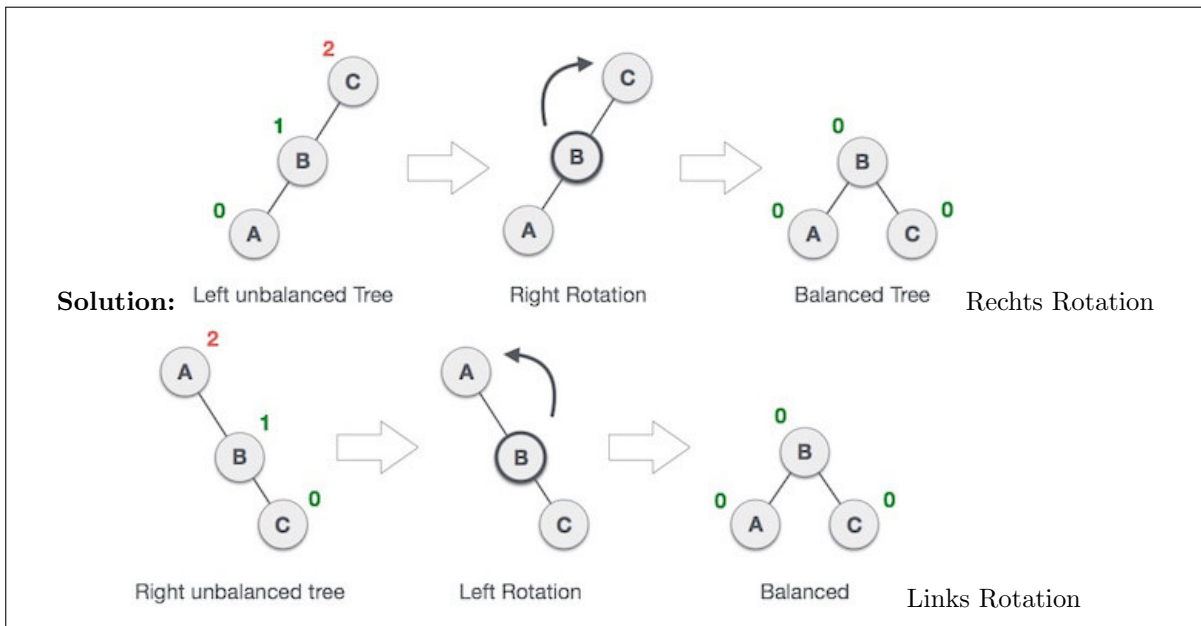 2
C
C
1
0
B
B
B
0
0
0
A
A
A
C
Solution: Left unbalanced Tree Right Rotation Balanced Tree Rechts Rotation
2
A
A
1
0
B
B
B
0
0
0
C
C
A
C
Right unbalanced tree Left Rotation Balanced Links Rotation